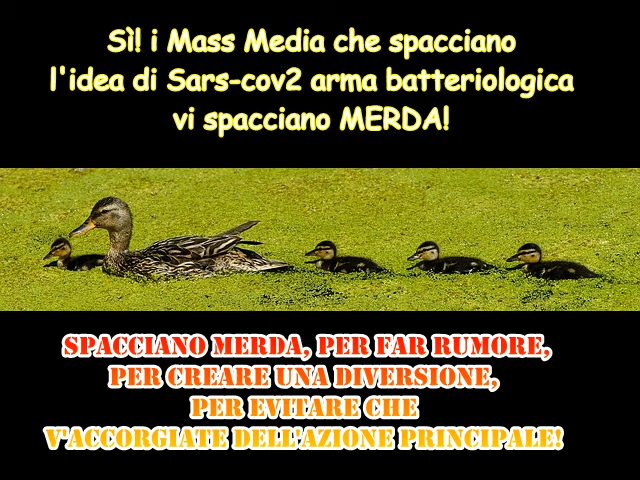 Sì! i Mass Media che spacciano
l'idea di Sars-cov2 arma batteriologica
vi spacciano MERDA!
SPACCIANO MERDA, PER FAR RUMORE,
PER CREARE UNA DIVERSIONE,
PER EVITARE CHE
V'ACCORGIATE DELL'AZIONE PRINCIPALE!